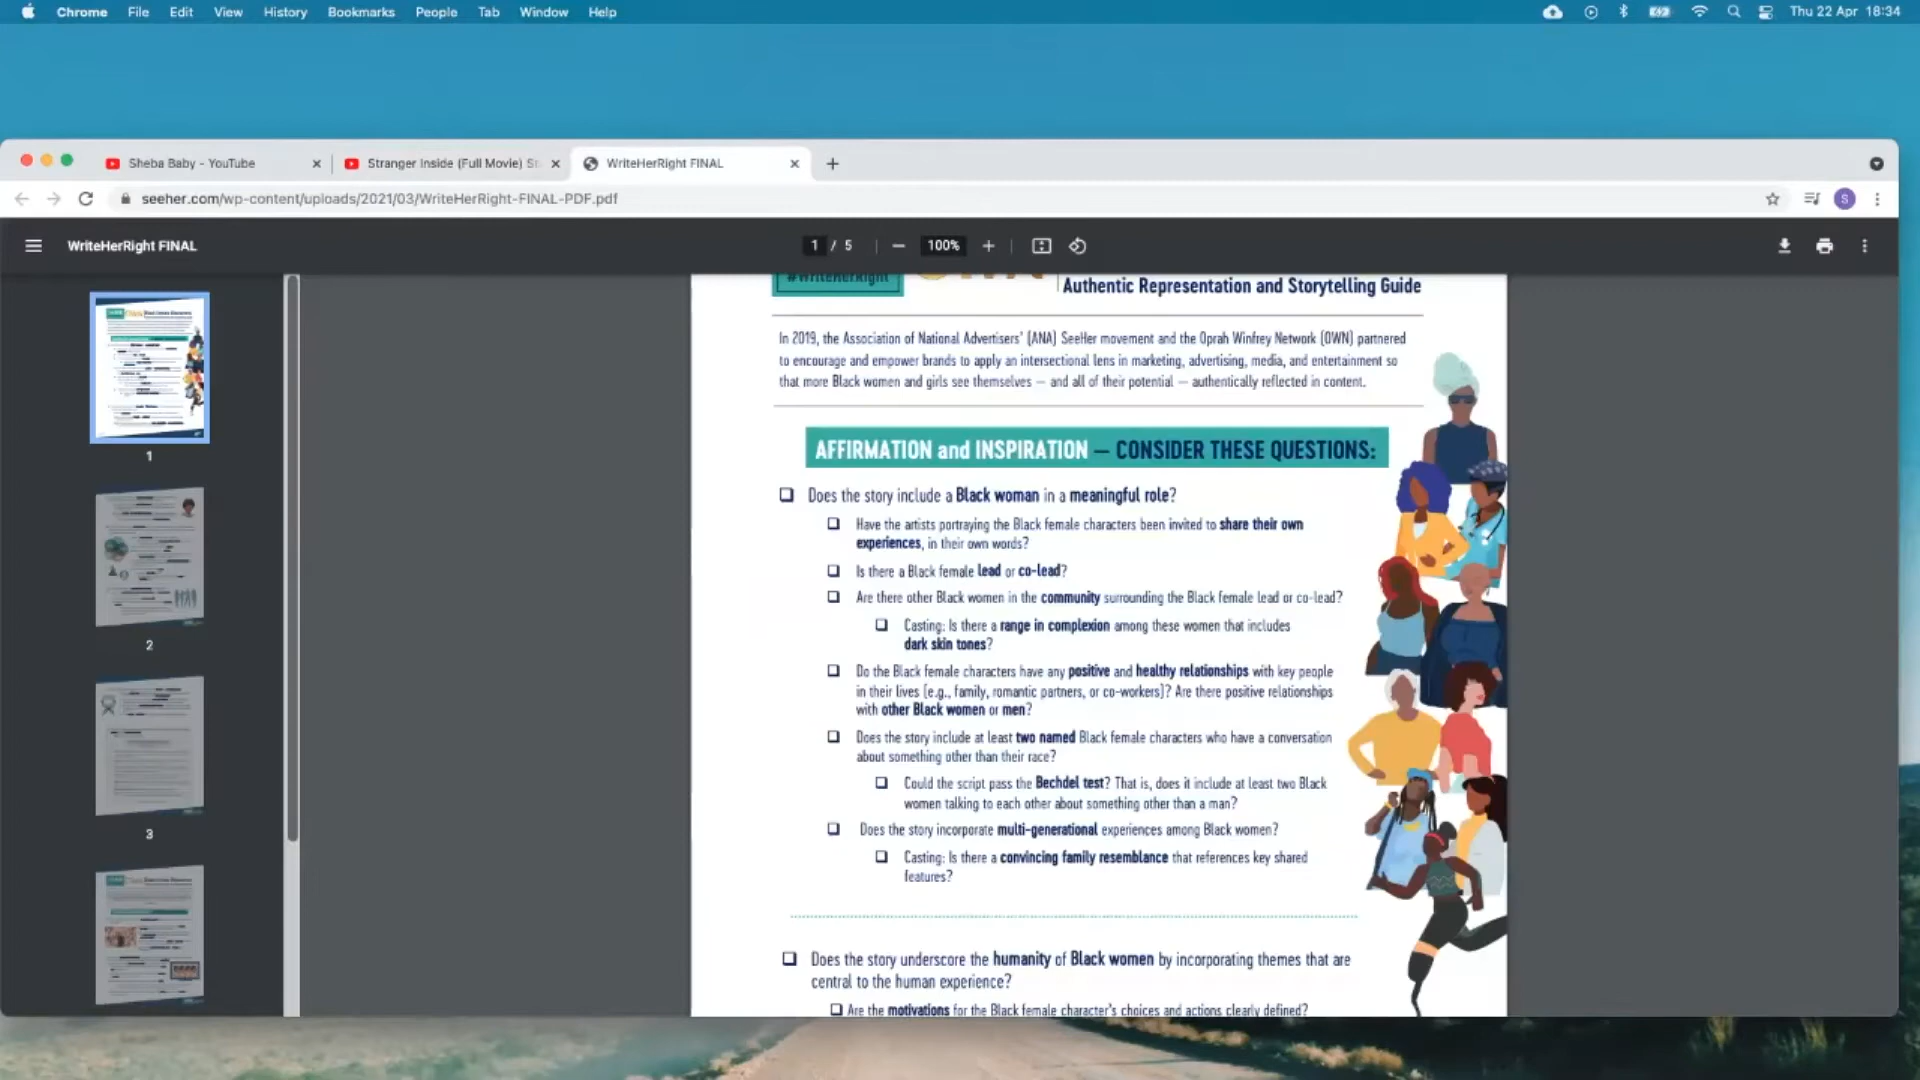 Chrome File Edit View History Bookmarks People Tab Window Help Thu 22 Apr 18:34
Sheba Baby - YouTube Stranger Inside (Full Movie) St WriteHerRight FINAL
seeher.com/wp-content/uploads/2021/03/WriteHerRight-FINAL-PDF.pdf S
WriteHerRight FINAL 1 / 5 100%
#WriteHerRight
Authentic Representation and Storytelling Guide
In 2019, the Association of National Advertisers' (ANA) SeeHer movement and the Oprah Winfrey Network (OWN) partnered
to encourage and empower brands to apply an intersectional lens in marketing, advertising, media, and entertainment so
that more Black women and girls see themselves — and all of their potential — authentically reflected in content.
AFFIRMATION and INSPIRATION — CONSIDER THESE QUESTIONS:
Does the story include a Black woman in a meaningful role?
Have the artists portraying the Black female characters been invited to share their own
experiences, in their own words?
Is there a Black female lead or co-lead?
Are there other Black women in the community surrounding the Black female lead or co-lead?
Casting: Is there a range in complexion among these women that includes
dark skin tones?
Do the Black female characters have any positive and healthy relationships with key people
in their lives (e.g., family, romantic partners, or co-workers)? Are there positive relationships
with other Black women or men?
Does the story include at least two named Black female characters who have a conversation
about something other than their race?
Could the script pass the Bechdel test? That is, does it include at least two Black
women talking to each other about something other than a man?
Does the story incorporate multi-generational experiences among Black women?
Casting: Is there a convincing family resemblance that references key shared
features?
Does the story underscore the humanity of Black women by incorporating themes that are
central to the human experience?
Are the motivations for the Black female character's choices and actions clearly defined?
1
2
3